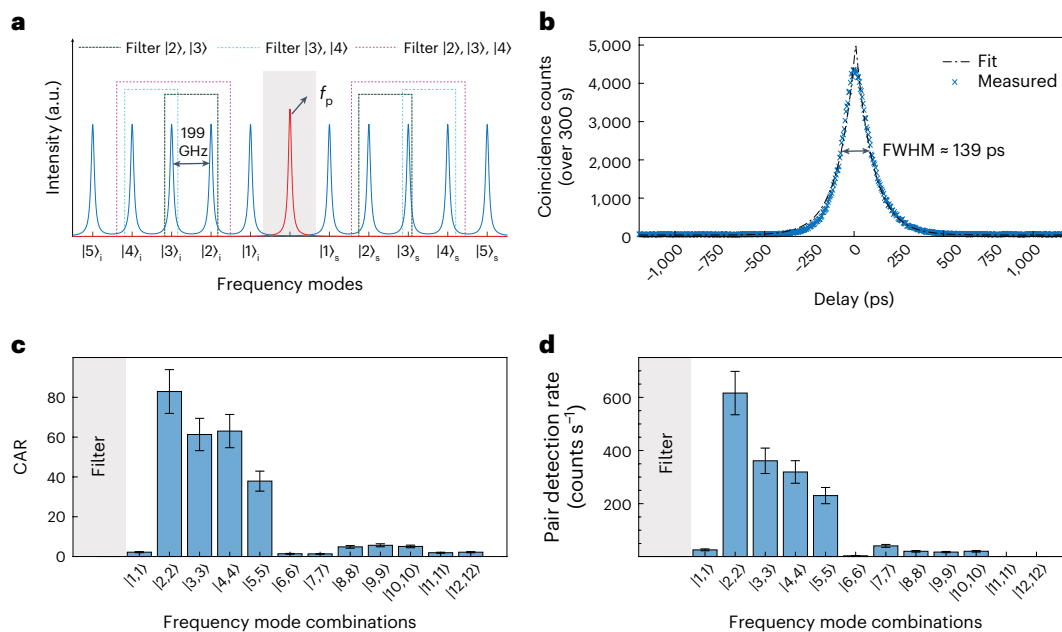 a
Filter |2⟩, |3⟩ Filter |3⟩, |4⟩ Filter |2⟩, |3⟩, |4⟩
Intensity (a.u.)
199
GHz
fp
|5⟩i |4⟩i |3⟩i |2⟩i |1⟩i |1⟩s |2⟩s |3⟩s |4⟩s |5⟩s
Frequency modes
b
Coincidence counts
(over 300 s)
5,000
4,000
3,000
2,000
1,000
0
Fit
Measured
FWHM ≈ 139 ps
–1,000 –750 –500 –250 0 250 500 750 1,000
Delay (ps)
c
CAR
80
60
40
20
0
Filter
|1,1⟩ |2,2⟩ |3,3⟩ |4,4⟩ |5,5⟩ |6,6⟩ |7,7⟩ |8,8⟩ |9,9⟩ |10,10⟩ |11,11⟩ |12,12⟩
Frequency mode combinations
d
Pair detection rate
(counts s−1)
600
400
200
Filter
|1,1⟩ |2,2⟩ |3,3⟩ |4,4⟩ |5,5⟩ |6,6⟩ |7,7⟩ |8,8⟩ |9,9⟩ |10,10⟩ |11,11⟩ |12,12⟩
Frequency mode combinations